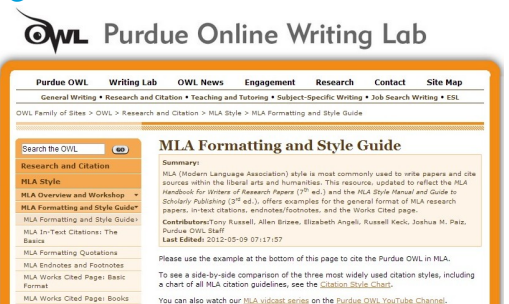 OWL Purdue Online Writing Lab
Purdue OWL Writing Lab OWL News Engagement Research Contact Site Map
General Writing • Research and Citation • Teaching and Tutoring • Subject-Specific Writing • Job Search Writing • ESL
OWL Family of Sites > OWL > Research and Citation > MLA Style > MLA Formatting and Style Guide
Search the OWL GO
Research and Citation
MLA Style
MLA Overview and Workshop
MLA Formatting and Style Guide
MLA Formatting and Style Guide
MLA In-Text Citations: The
Basics
MLA Formatting Quotations
MLA Endnotes and Footnotes
MLA Works Cited Page: Basic
Format
MLA Works Cited Page: Books
MLA Formatting and Style Guide
Summary:
MLA (Modern Language Association) style is most commonly used to write papers and cite
sources within the liberal arts and humanities. This resource, updated to reflect the MLA
Handbook for Writers of Research Papers (7th ed.) and the MLA Style Manual and Guide to
Scholarly Publishing (3rd ed.), offers examples for the general format of MLA research
papers, in-text citations, endnotes/footnotes, and the Works Cited page.
Contributors:Tony Russell, Allen Brizee, Elizabeth Angeli, Russell Keck, Joshua M. Paiz,
Purdue OWL Staff
Last Edited: 2012-05-09 07:17:57
Please use the example at the bottom of this page to cite the Purdue OWL in MLA.
To see a side-by-side comparison of the three most widely used citation styles, including
a chart of all MLA citation guidelines, see the Citation Style Chart.
You can also watch our MLA vidcast series on the Purdue OWL YouTube Channel.